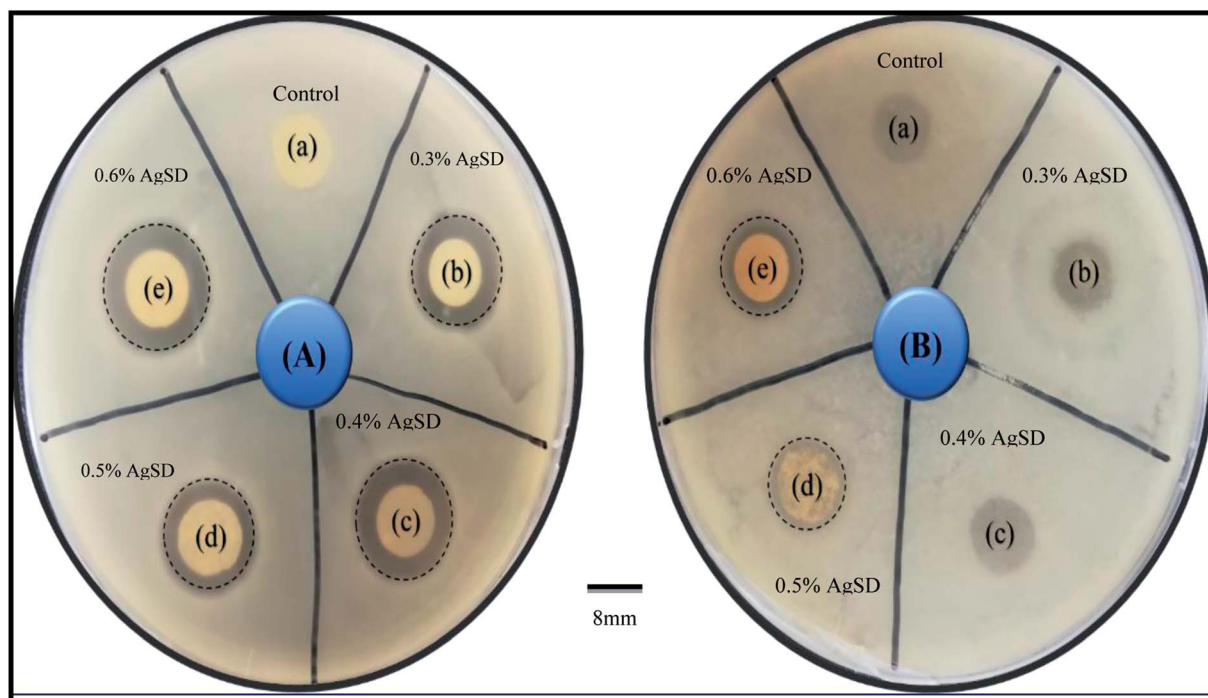 Control
(a)
0.6% AgSD
0.3% AgSD
(e)
(b)
(A)
0.4% AgSD
0.5% AgSD
(d)
(c)
Control
(a)
0.6% AgSD
0.3% AgSD
(e)
(b)
(B)
0.4% AgSD
(d)
(c)
0.5% AgSD
8mm